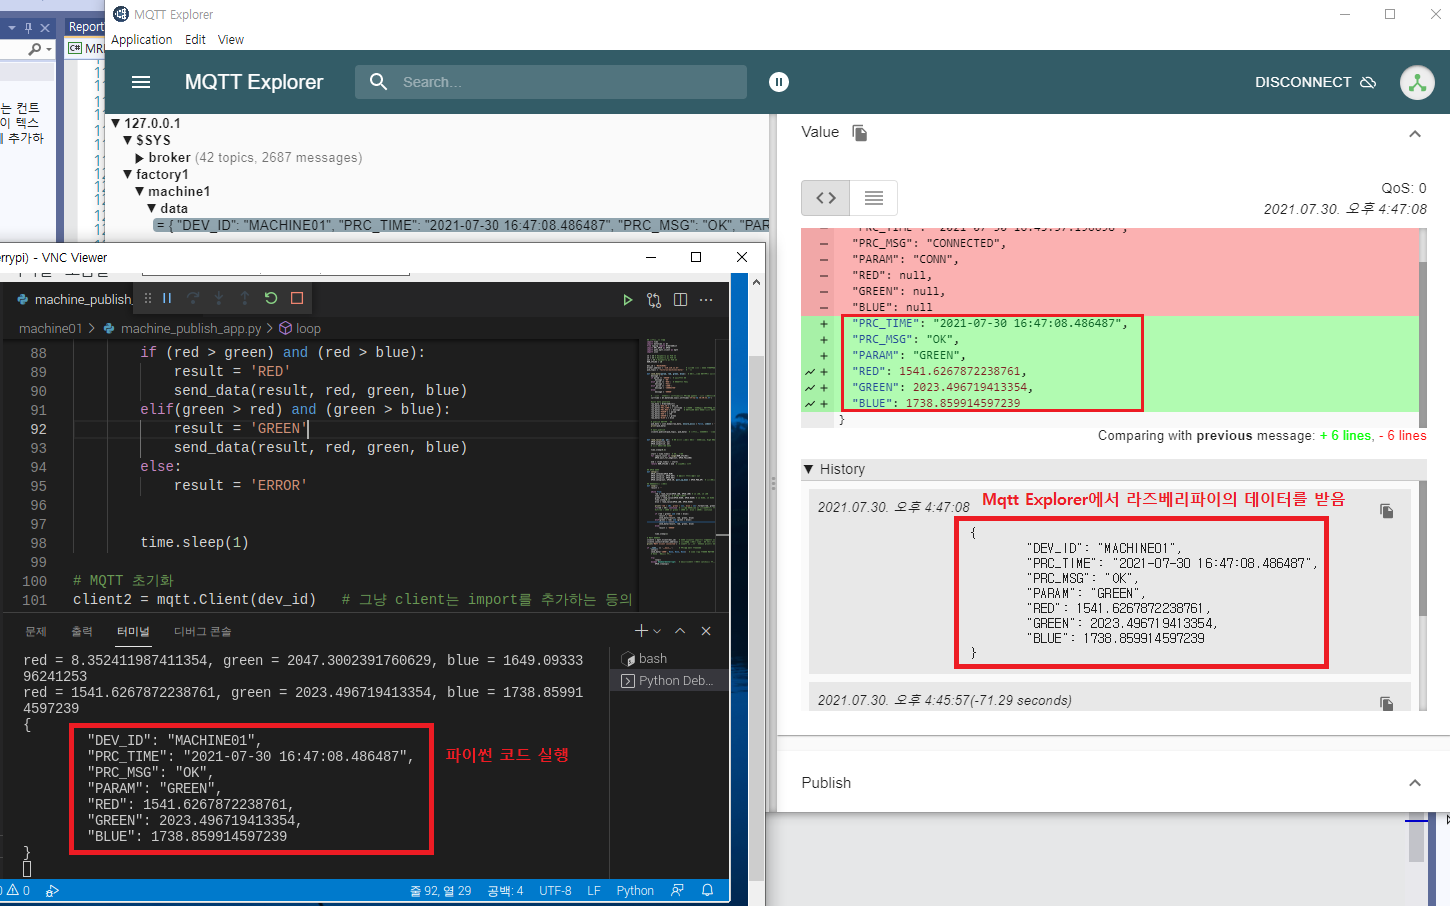 MQTT Explorer
Application Edit View
MQTT Explorer
Search...
DISCONNECT
Report
C# MR
는 컨트
이 텍스
추가하
127.0.0.1
$SYS
broker (42 topics, 2687 messages)
factory1
machine1
data
= { "DEV_ID": "MACHINE01", "PRC_TIME": "2021-07-30 16:47:08.486487", "PRC_MSG": "OK", "PAR
Value
QoS: 0
2021.07.30. 오후 4:47:08
- "PRC_MSG": "CONNECTED",
- "PARAM": "CONN",
- "RED": null,
- "GREEN": null,
- "BLUE": null
+ "PRC_TIME": "2021-07-30 16:47:08.486487",
+ "PRC_MSG": "OK",
+ "PARAM": "GREEN",
+ "RED": 1541.6267872238761,
+ "GREEN": 2023.496719413354,
+ "BLUE": 1738.859914597239
}
Comparing with previous message: + 6 lines, - 6 lines
History
2021.07.30. 오후 4:47:08
Mqtt Explorer에서 라즈베리파이의 데이터를 받음
{
"DEV_ID": "MACHINE01",
"PRC_TIME": "2021-07-30 16:47:08.486487",
"PRC_MSG": "OK",
"PARAM": "GREEN",
"RED": 1541.6267872238761,
"GREEN": 2023.496719413354,
"BLUE": 1738.859914597239
}
2021.07.30. 오후 4:45:57(-71.29 seconds)
Publish
errypi) - VNC Viewer
machine_publish_
machine01 > machine_publish_app.py > loop
88 if (red > green) and (red > blue):
89 result = 'RED'
90 send_data(result, red, green, blue)
91 elif(green > red) and (green > blue):
92 result = 'GREEN'
93 send_data(result, red, green, blue)
94 else:
95 result = 'ERROR'
96
97
98 time.sleep(1)
99
100 # MQTT 초기화
101 client2 = mqtt.Client(dev_id) # 그냥 client는 import를 추가하는 등의
문제 출력 터미널 디버그 콘솔
bash
Python Deb...
red = 8.352411987411354, green = 2047.3002391760629, blue = 1649.09333
96241253
red = 1541.6267872238761, green = 2023.496719413354, blue = 1738.85991
4597239
{
"DEV_ID": "MACHINE01",
"PRC_TIME": "2021-07-30 16:47:08.486487",
"PRC_MSG": "OK",
"PARAM": "GREEN",
"RED": 1541.6267872238761,
"GREEN": 2023.496719413354,
"BLUE": 1738.859914597239
}
파이썬 코드 실행
0 줄 92, 열 29 공백: 4 UTF-8 LF Python